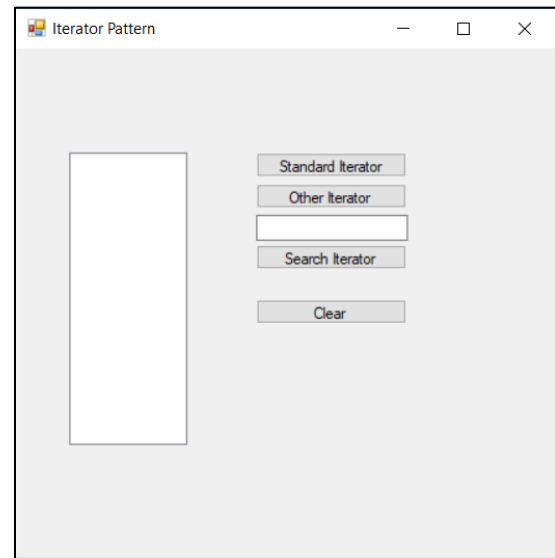 Iterator Pattern
Standard Iterator
Other Iterator
Search Iterator
Clear